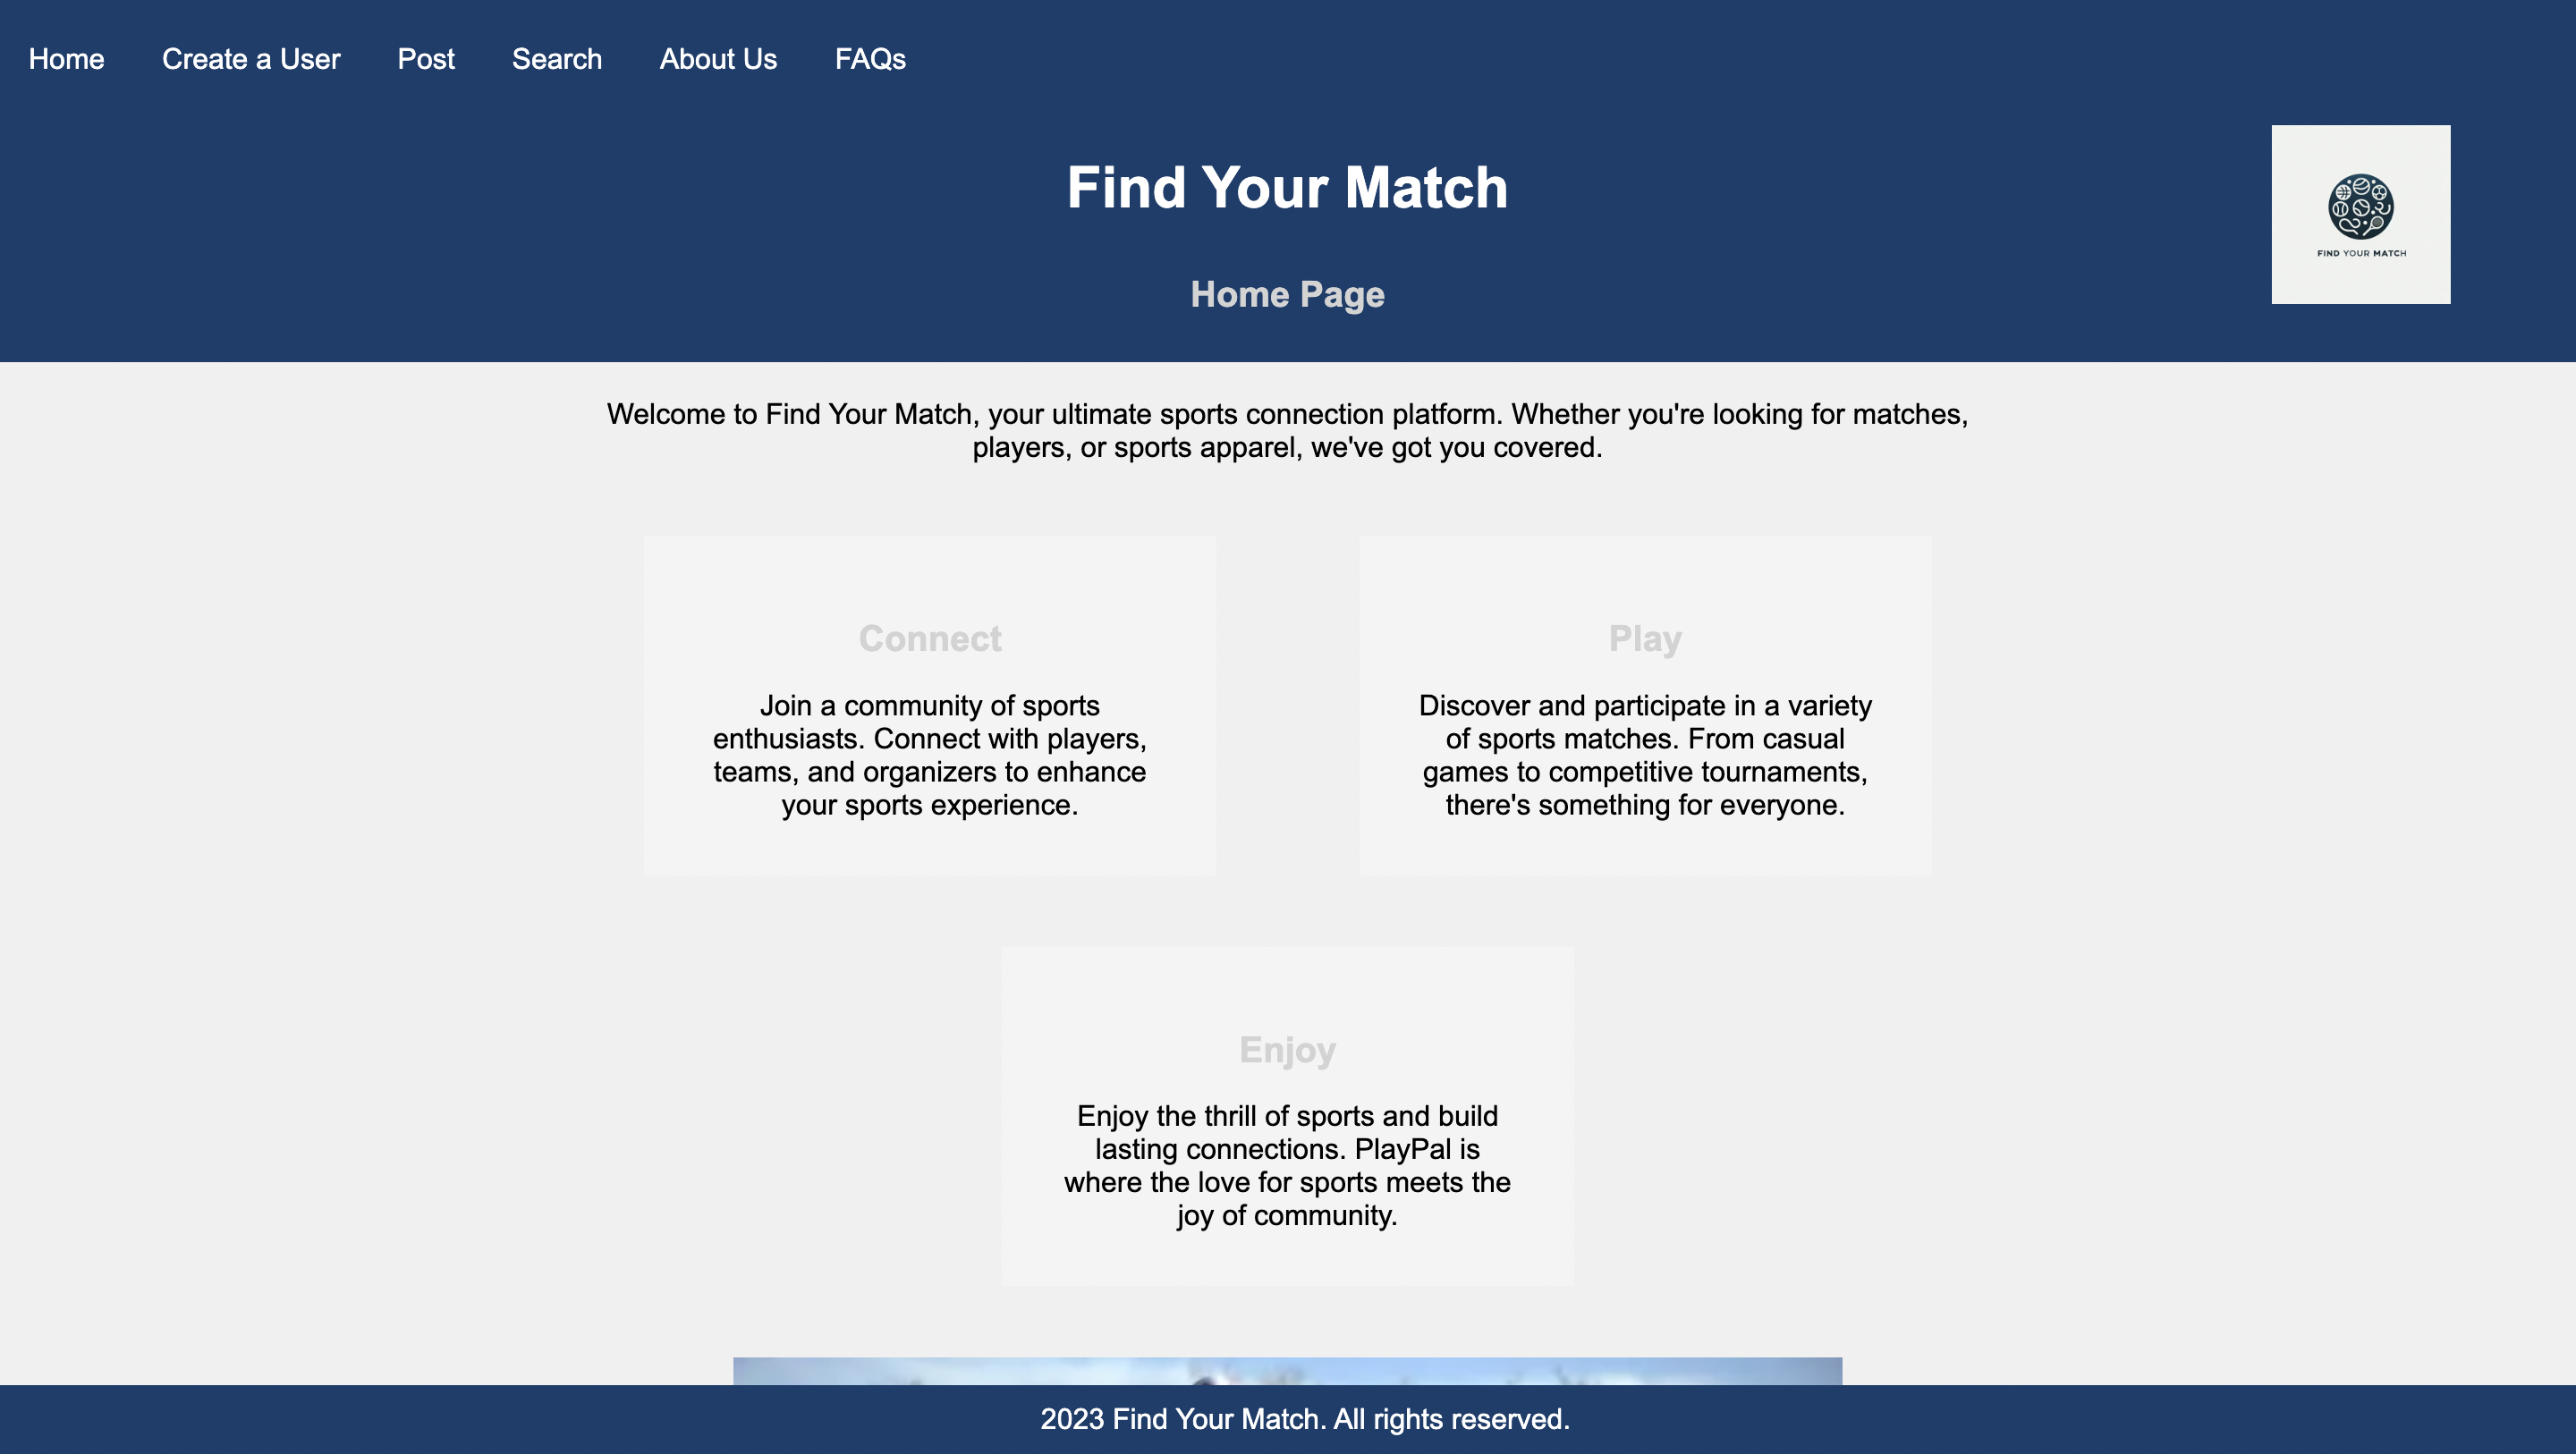 Home Create a User Post Search About Us FAQs
Find Your Match
FIND YOUR MATCH
Home Page
Welcome to Find Your Match, your ultimate sports connection platform. Whether you're looking for matches,
players, or sports apparel, we've got you covered.
Connect
Join a community of sports
enthusiasts. Connect with players,
teams, and organizers to enhance
your sports experience.
Play
Discover and participate in a variety
of sports matches. From casual
games to competitive tournaments,
there's something for everyone.
Enjoy
Enjoy the thrill of sports and build
lasting connections. PlayPal is
where the love for sports meets the
joy of community.
2023 Find Your Match. All rights reserved.